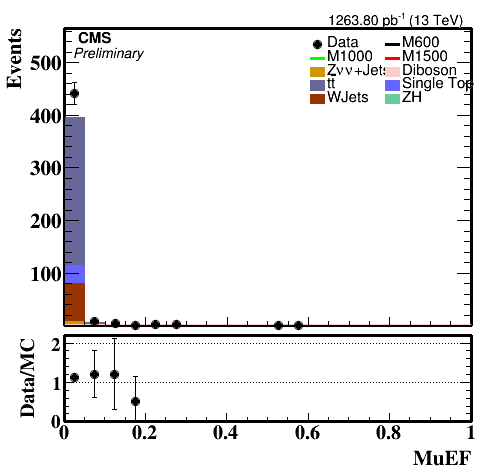 1263.80 pb⁻¹ (13 TeV)
CMS
Preliminary
Events
Data
M600
M1000
M1500
Zνν+Jets
Diboson
tt
Single Top
WJets
ZH
500
400
300
200
100
Data/MC
2
1
0
0 0.2 0.4 0.6 0.8 1
MuEF